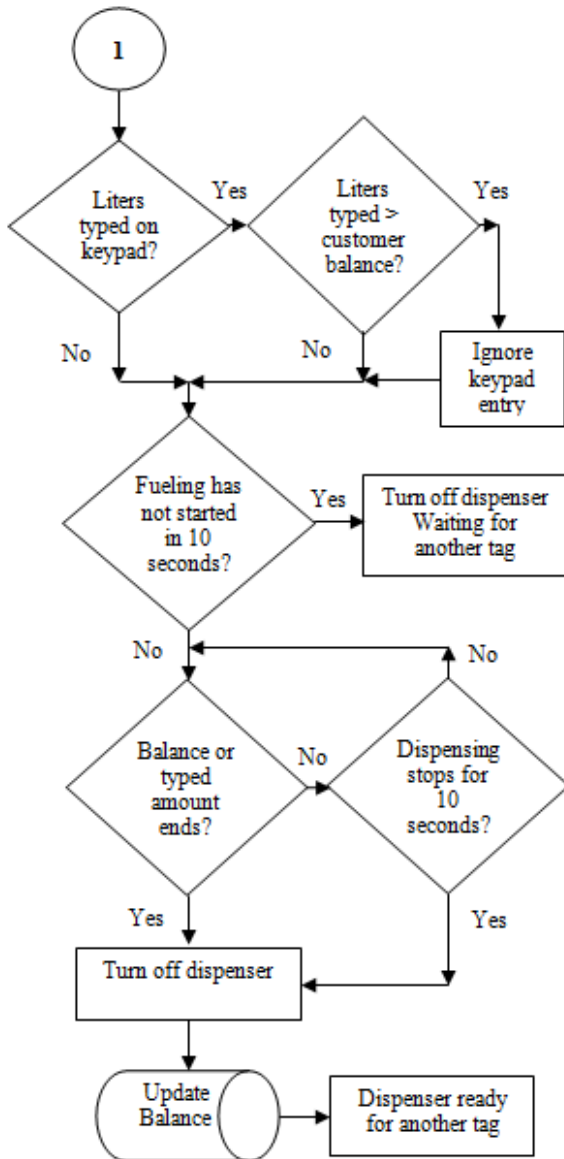 1
Liters
typed on
keypad?
Yes
Liters
typed >
customer
balance?
Yes
No
No
Ignore
keypad
entry
Fueling has
not started
in 10
seconds?
Yes
Turn off dispenser
Waiting for
another tag
No
No
Balance or
typed
amount
ends?
No
Dispensing
stops for
10
seconds?
Yes
Yes
Turn off dispenser
Update
Balance
Dispenser ready
for another tag